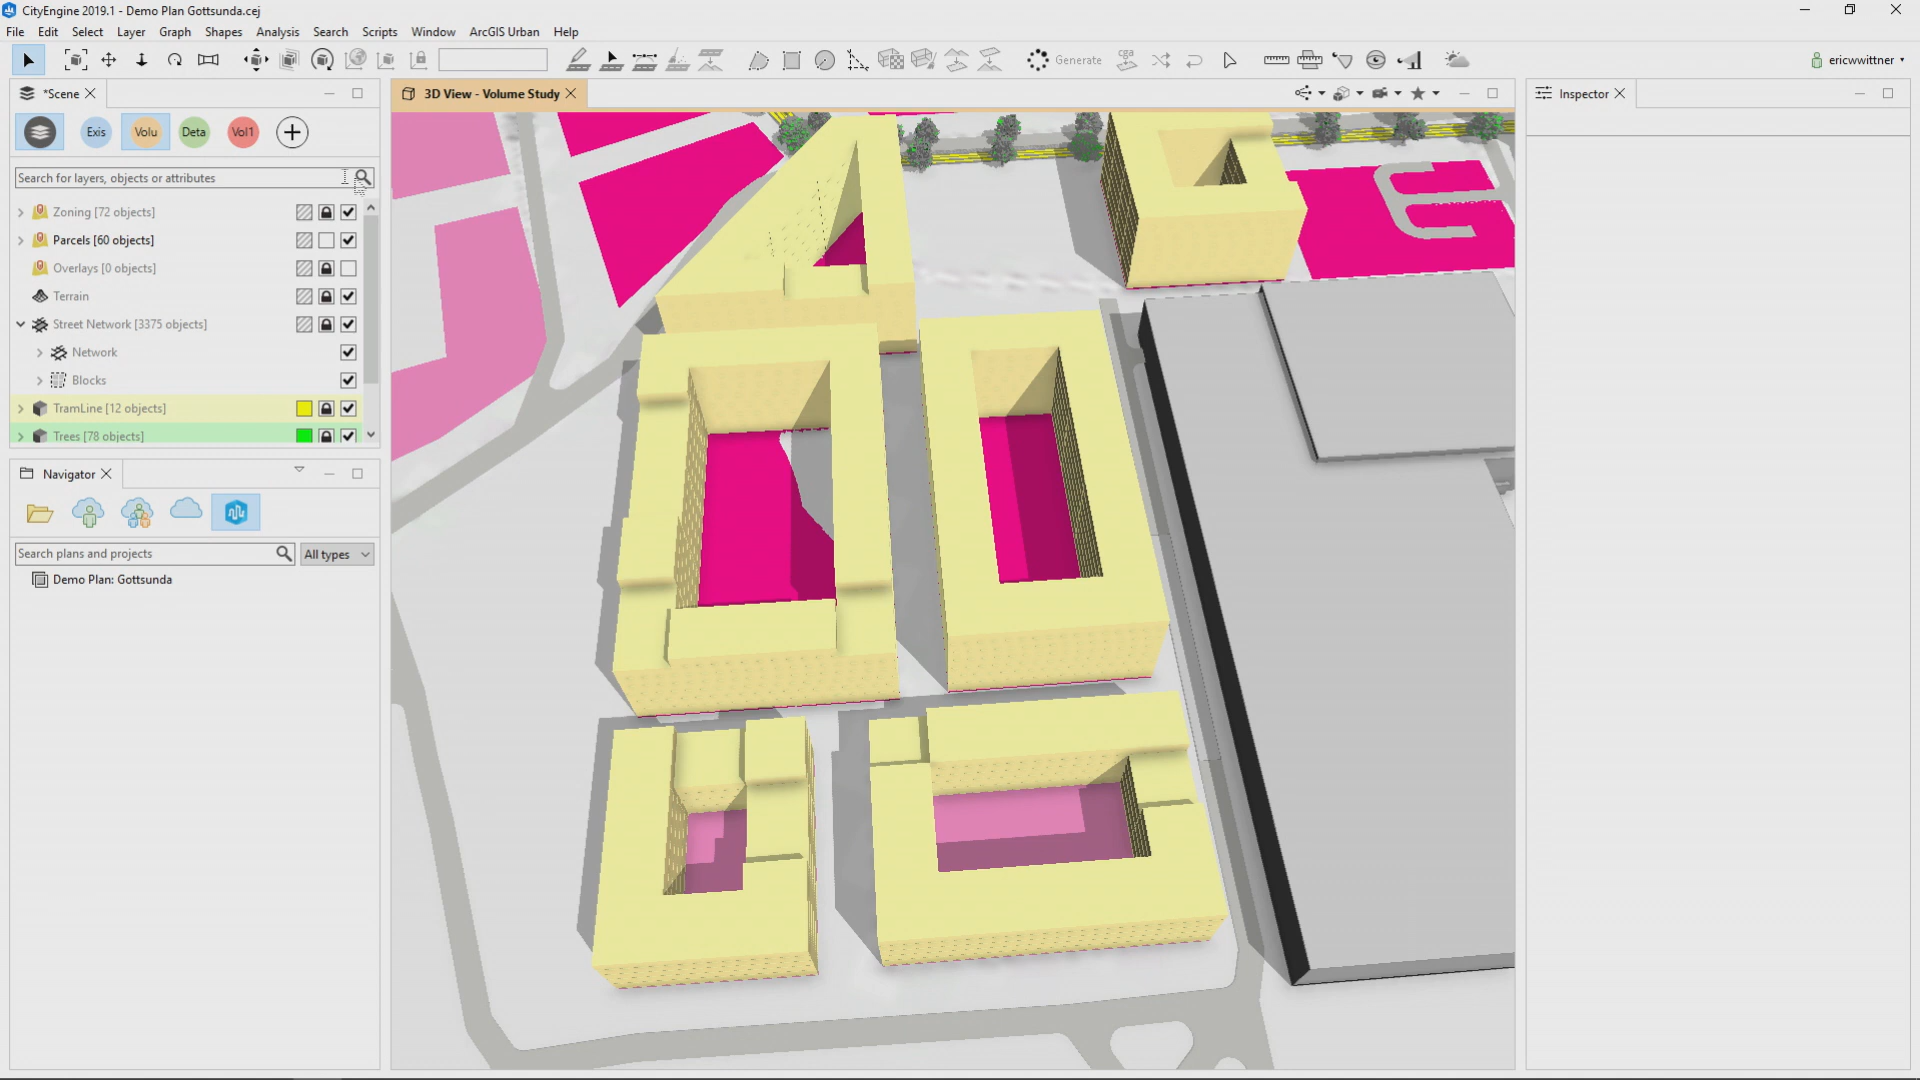 CityEngine 2019.1 - Demo Plan Gottsunda.cej
File Edit Select Layer Graph Shapes Analysis Search Scripts Window ArcGIS Urban Help
Generate
cga
ericwwittner
*Scene
3D View - Volume Study
Inspector
Exis Volu Deta Vol1
Search for layers, objects or attributes
Zoning [72 objects]
Parcels [60 objects]
Overlays [0 objects]
Terrain
Street Network [3375 objects]
Network
Blocks
TramLine [12 objects]
Trees [78 objects]
Navigator
Search plans and projects All types
Demo Plan: Gottsunda